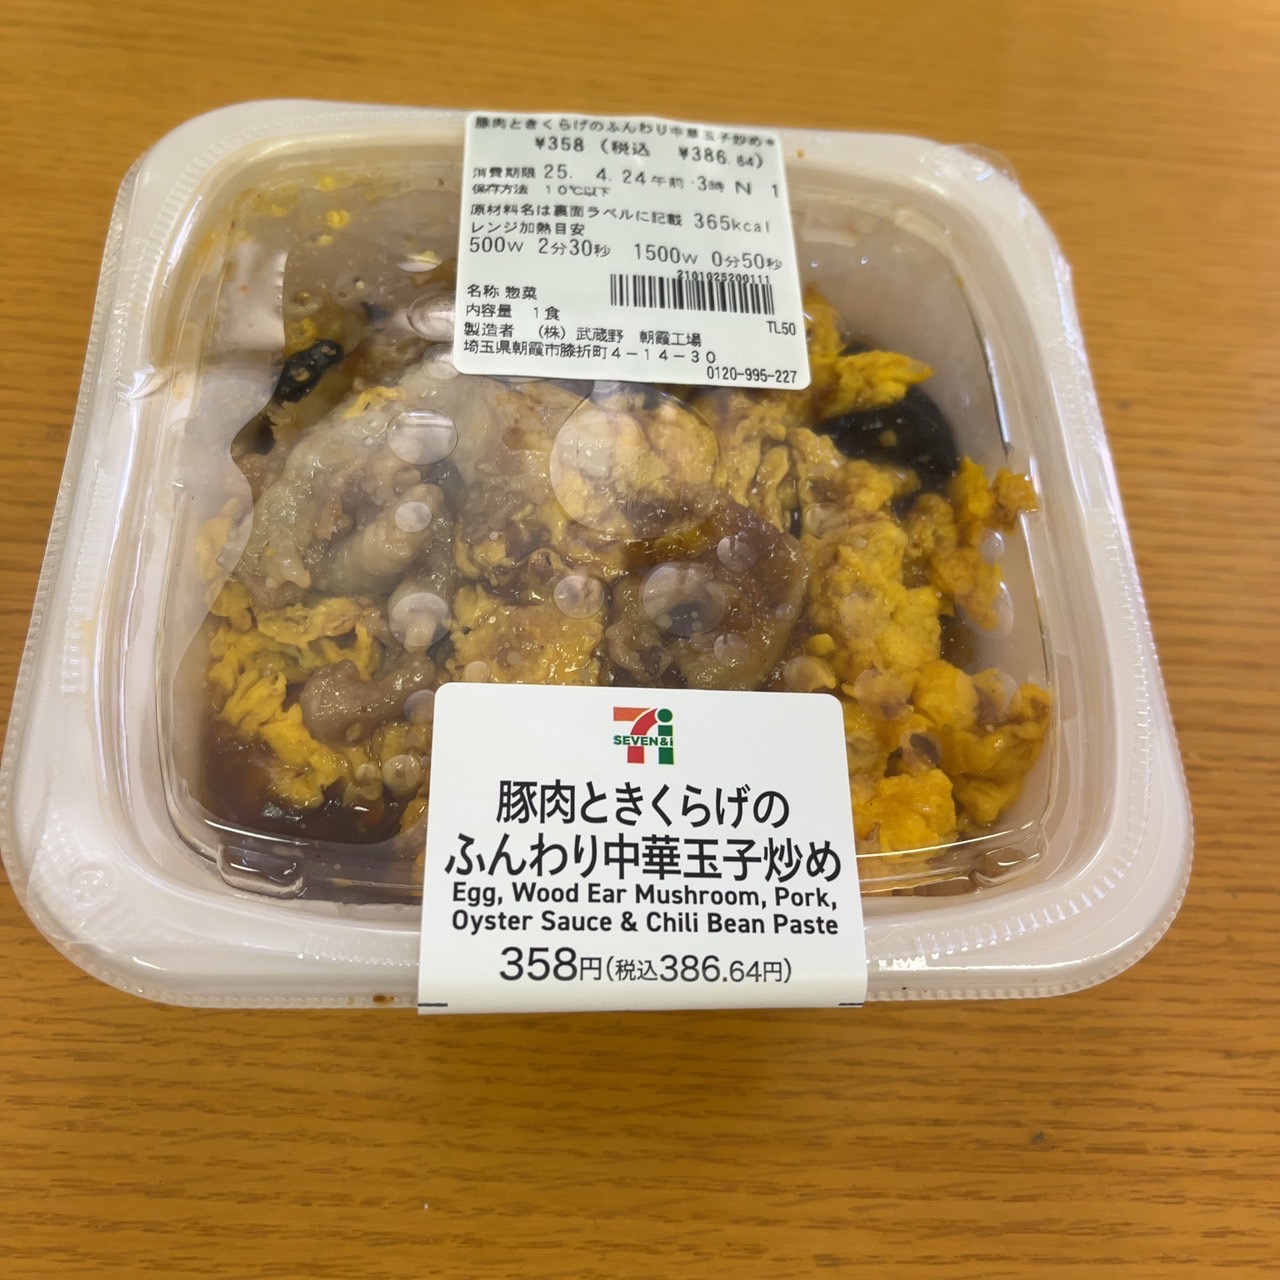 豚肉ときくらげのふんわり中華玉子炒め*
¥358 (税込 ¥386.64)
消費期限 25. 4.24午前 3時 N 1
保存方法 10℃以下
原材料名は裏面ラベルに記載 365kcal
レンジ加熱目安
500W 2分30秒 1500W 0分50秒
2101025200111
名称 惣菜
内容量 1食
TL50
製造者 (株)武蔵野 朝霞工場
埼玉県朝霞市膝折町4-14-30
0120-995-227
SEVEN&i
豚肉ときくらげの
ふんわり中華玉子炒め
Egg, Wood Ear Mushroom, Pork,
Oyster Sauce & Chili Bean Paste
358円(税込386.64円)